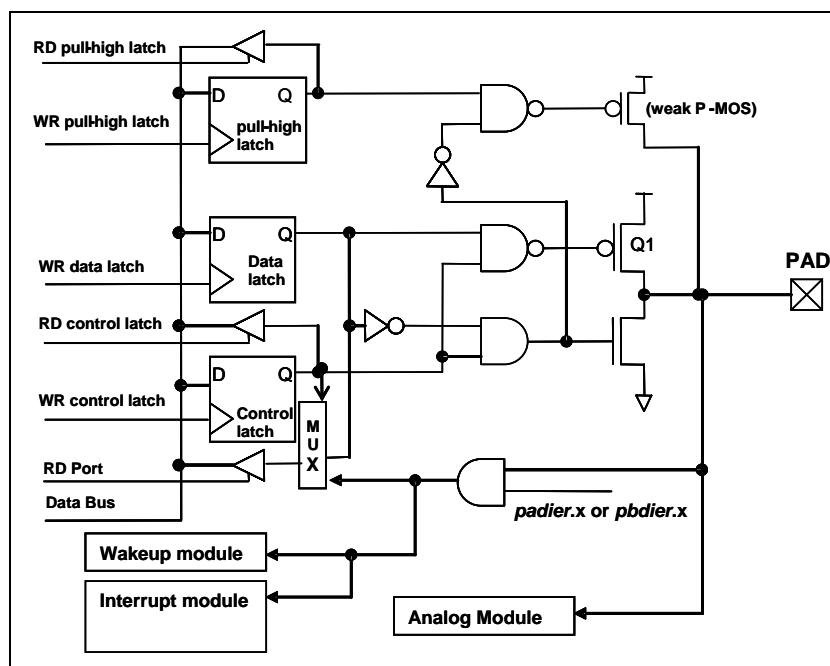 RD pull-high latch
D
Q
(weak P-MOS)
WR pull-high latch
pull-high
latch
D
Q
Data
latch
Q1
PAD
WR data latch
RD control latch
D
Q
WR control latch
Control
latch
M
U
X
RD Port
padier.x or pbdier.x
Data Bus
Wakeup module
Interrupt module
Analog Module